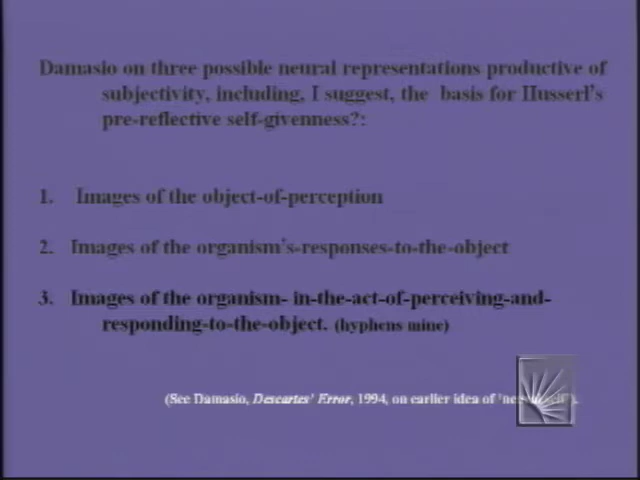 Damasio on three possible neural representations productive of
subjectivity, including, I suggest, the basis for Husserl's
pre-reflective self-givenness?:
1. Images of the object-of-perception
2. Images of the organism's-responses-to-the-object
3. Images of the organism- in-the-act-of-perceiving-and-
responding-to-the-object. (hyphens mine)
(See Damasio, Descartes' Error, 1994, on earlier idea of